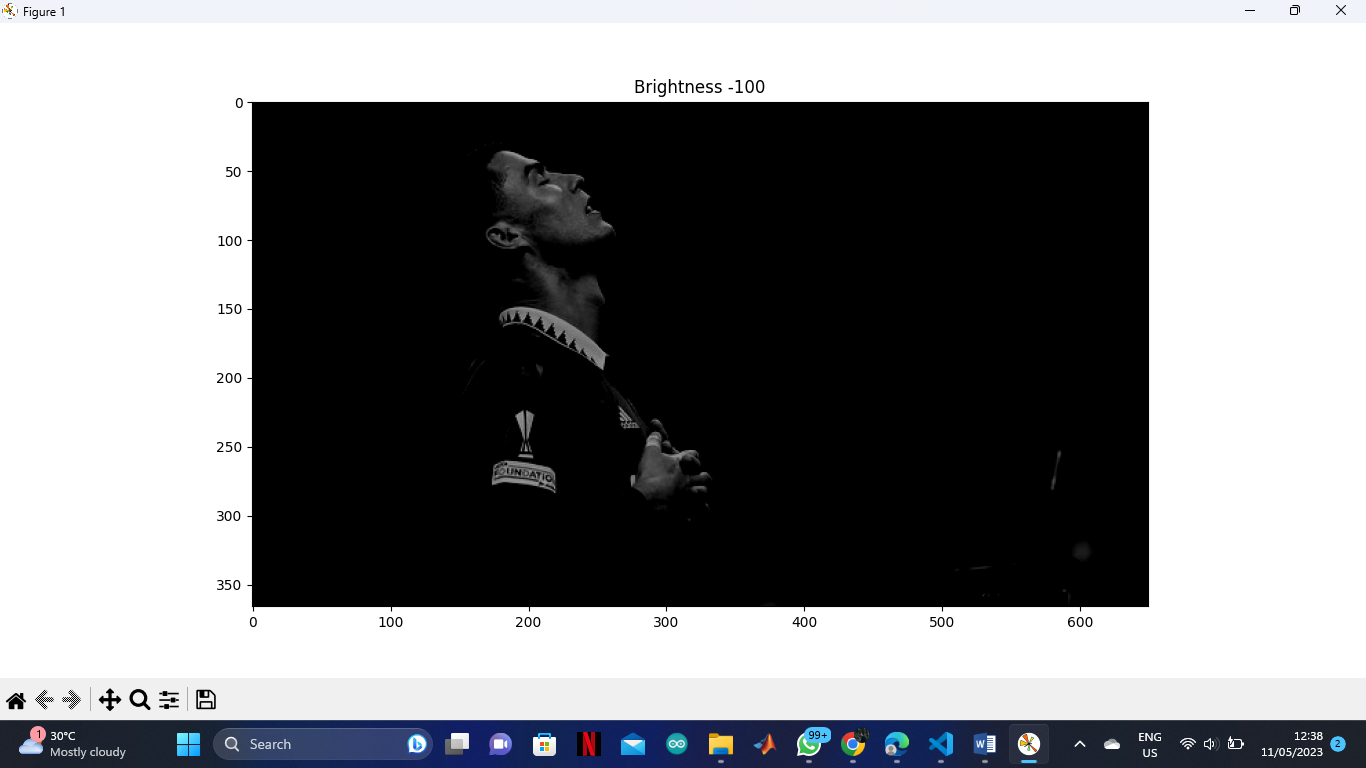 Figure 1
Brightness -100
0
50
100
150
200
250
300
350
0 100 200 300 400 500 600
adidas
FOUNDATIO
1
30°C
Mostly cloudy
Search
99+
ENG
US
12:38
11/05/2023
2